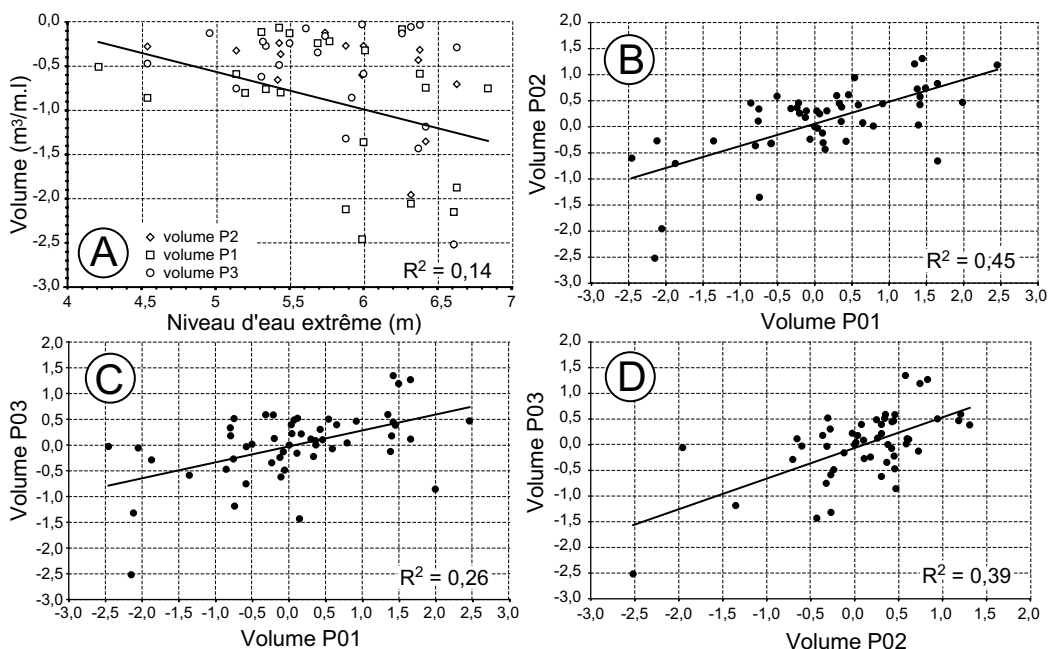 Volume (m³/m.l)
0,0
-0,5
-1,0
-1,5
-2,0
-2,5
-3,0
A
volume P2
volume P1
volume P3
R² = 0,14
4 4,5 5 5,5 6 6,5 7
Niveau d'eau extrême (m)
Volume P02
2,0
1,5
1,0
0,5
0,0
-0,5
-1,0
-1,5
-2,0
-2,5
-3,0
B
R² = 0,45
-3,0 -2,5 -2,0 -1,5 -1,0 -0,5 0,0 0,5 1,0 1,5 2,0 2,5 3,0
Volume P01
Volume P03
2,0
1,5
1,0
0,5
0,0
-0,5
-1,0
-1,5
-2,0
-2,5
-3,0
C
R² = 0,26
-3,0 -2,5 -2,0 -1,5 -1,0 -0,5 0,0 0,5 1,0 1,5 2,0 2,5 3,0
Volume P01
Volume P03
2,0
1,5
1,0
0,5
0,0
-0,5
-1,0
-1,5
-2,0
-2,5
-3,0
D
R² = 0,39
-3,0 -2,5 -2,0 -1,5 -1,0 -0,5 0,0 0,5 1,0 1,5 2,0
Volume P02